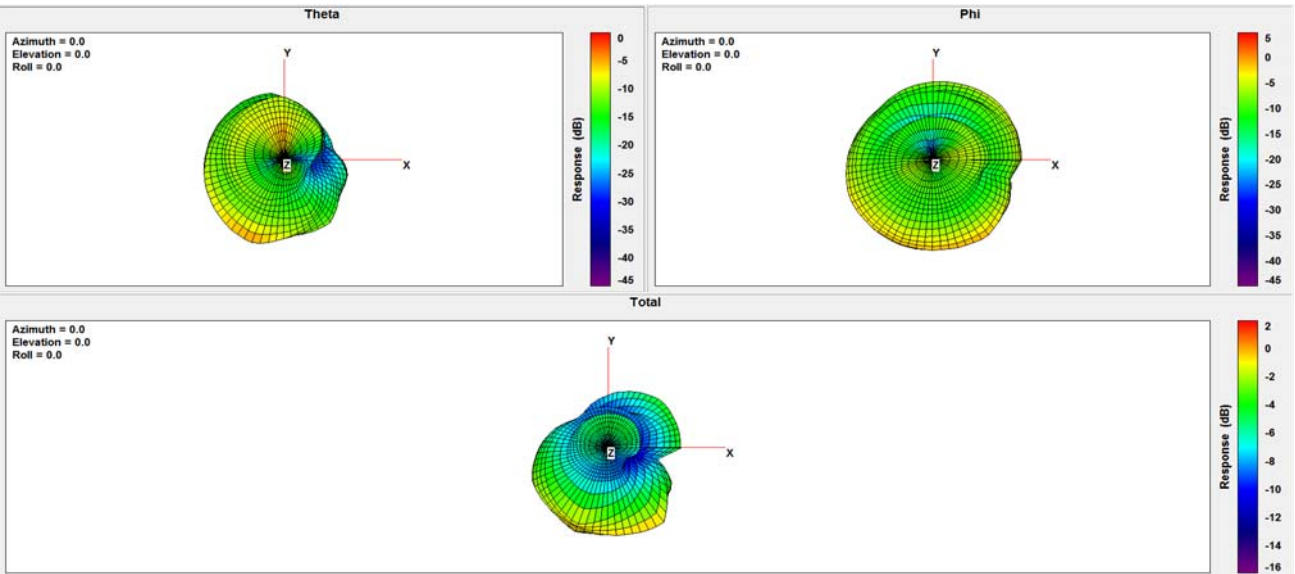 Theta
Azimuth = 0.0
Elevation = 0.0
Roll = 0.0
Y
X
Z
Response (dB)
0
-5
-10
-15
-20
-25
-30
-35
-40
-45
Phi
Azimuth = 0.0
Elevation = 0.0
Roll = 0.0
Y
X
Z
Response (dB)
5
0
-5
-10
-15
-20
-25
-30
-35
-40
-45
Total
Azimuth = 0.0
Elevation = 0.0
Roll = 0.0
Y
X
Z
Response (dB)
2
0
-2
-4
-6
-8
-10
-12
-14
-16